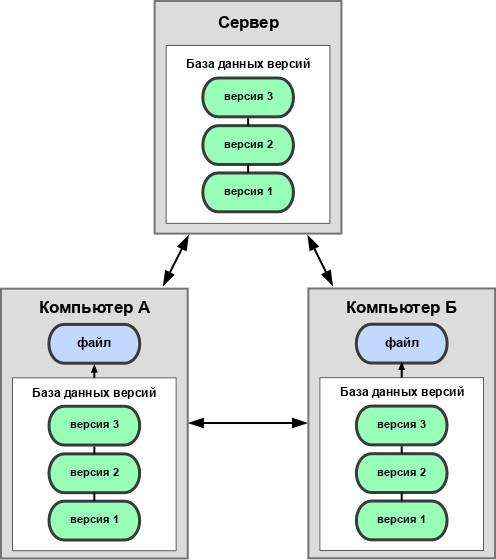 Сервер
База данных версий
версия 3
версия 2
версия 1
Компьютер А
файл
База данных версий
версия 3
версия 2
версия 1
Компьютер Б
файл
База данных версий
версия 3
версия 2
версия 1